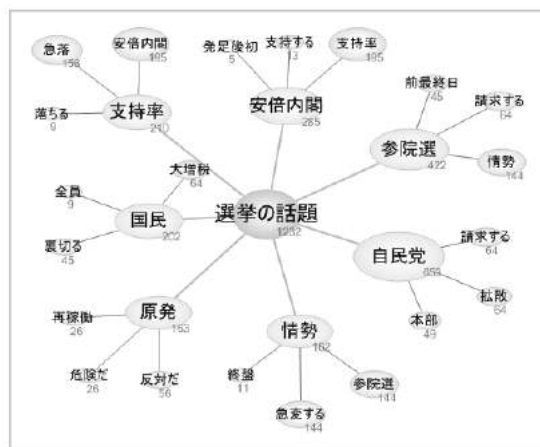 急落
158
安倍内閣
195
落ちる
9
支持率
210
発足後初
5
支持する
13
支持率
195
安倍内閣
285
前最終日
45
請求する
64
参院選
422
情勢
144
大増税
64
全員
9
国民
202
裏切る
45
選挙の話題
1232
請求する
64
自民党
653
拡散
64
本部
49
原発
153
再稼働
26
危険だ
26
反対だ
56
情勢
162
終盤
11
参院選
144
急変する
144